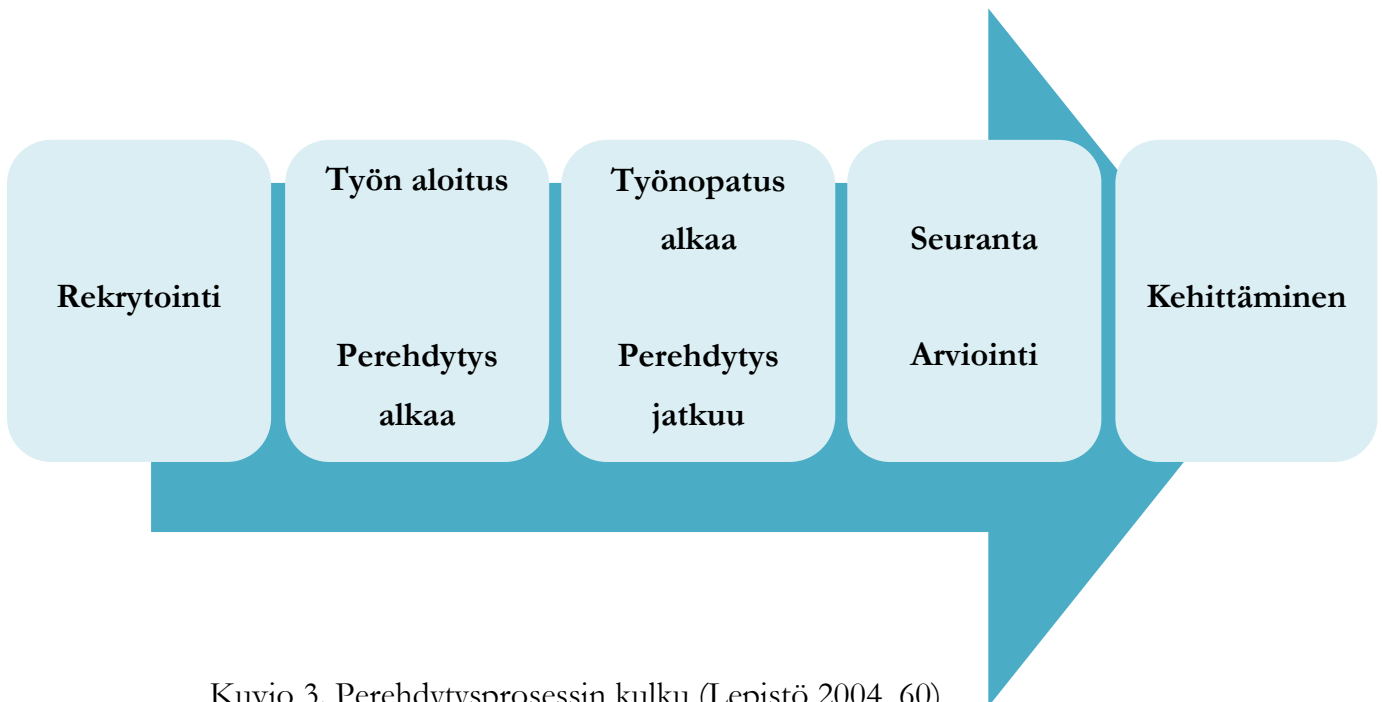 Rekrytointi
Työn aloitus
Perehdytys
alkaa
Työnopatus
alkaa
Perehdytys
jatkuu
Seuranta
Arviointi
Kehittäminen
Kuvio 3. Perehdytysprosessin kulku (Lepistö 2004, 60)